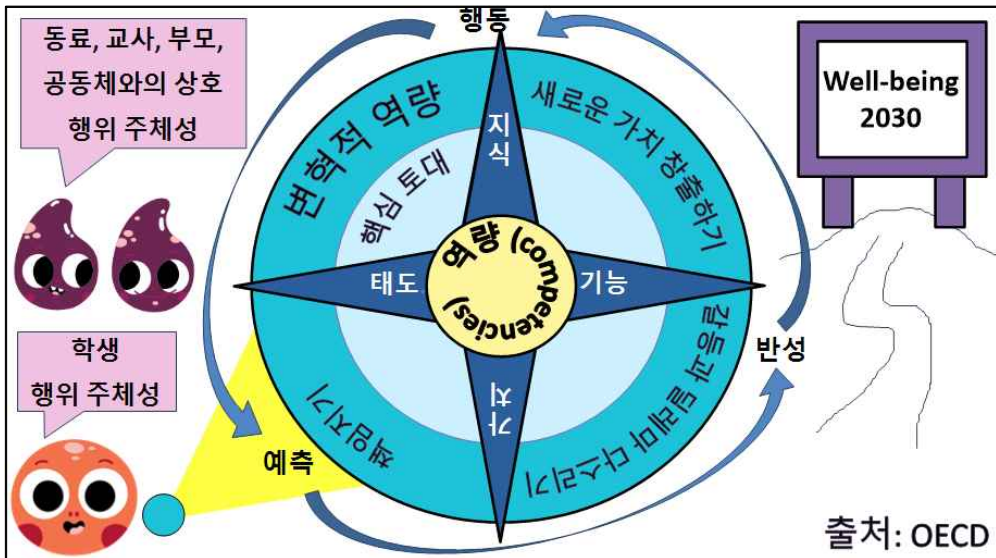 동료, 교사, 부모,
공동체와의 상호
행위 주체성
학생
행위 주체성
행동
예측
반성
변혁적 역량
새로운 가치 창출하기
갈등과 딜레마 다스리기
책임지기
핵심 토대
지식
기능
가치
태도
역량 (competencies)
Well-being
2030
출처: OECD